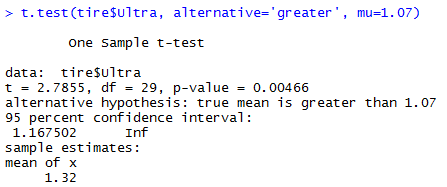 > t.test(tire$Ultra, alternative='greater', mu=1.07)
One Sample t-test
data:  tire$Ultra
t = 2.7855, df = 29, p-value = 0.00466
alternative hypothesis: true mean is greater than 1.07
95 percent confidence interval:
1.167502      Inf
sample estimates:
mean of x
1.32